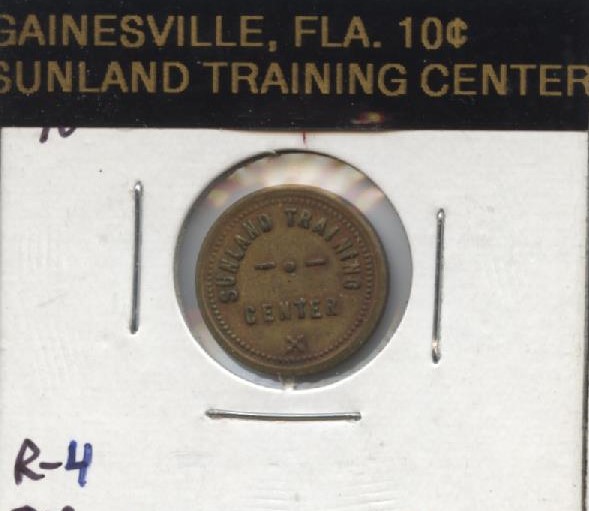 GAINESVILLE, FLA. 10¢
SUNLAND TRAINING CENTER
SUNLAND TRAINING
CENTER
R-4